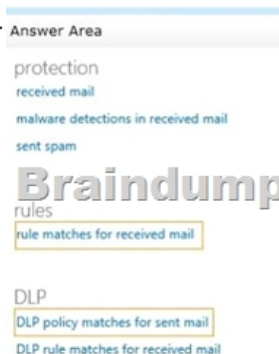 Answer Area
protection
received mail
malware detections in received mail
sent spam
Braindump
rules
rule matches for received mail
DLP
DLP policy matches for sent mail
DLP rule matches for received mail